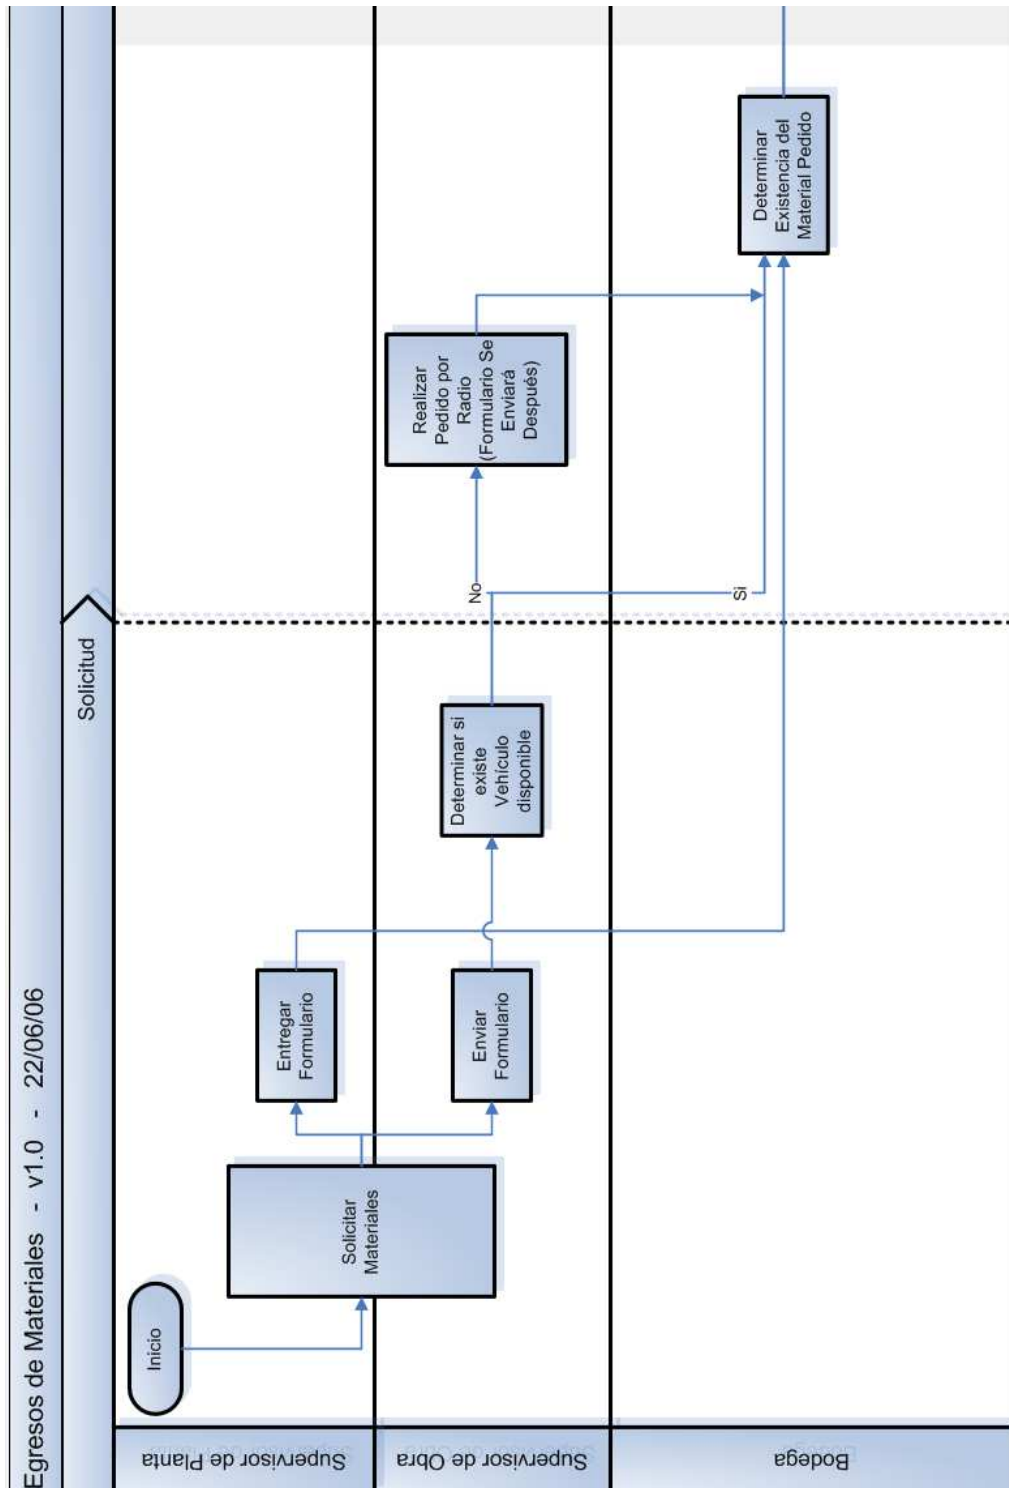 Egresos de Materiales - v1.0 - 22/06/06
Solicitud
Supervisor de Planta
Supervisor de Obra
Bodega
Inicio
Solicitar
Materiales
Entregar
Formulario
Enviar
Formulario
Determinar si
existe
Vehículo
disponible
No
Si
Realizar
Pedido por
Radio
(Formulario Se
Enviará
Después)
Determinar
Existencia del
Material Pedido